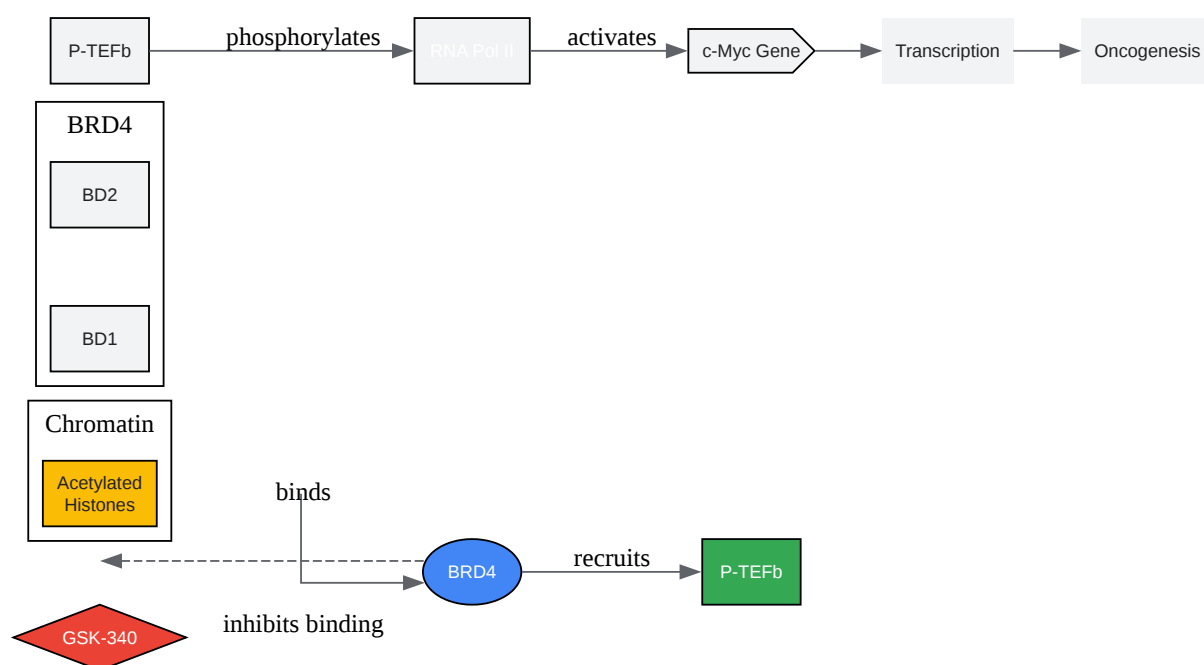 P-TEFb
phosphorylates
RNA Pol II
activates
c-Myc Gene
Transcription
Oncogenesis
BRD4
BD2
BD1
Chromatin
Acetylated
Histones
binds
BRD4
recruits
P-TEFb
inhibits binding
GSK-340